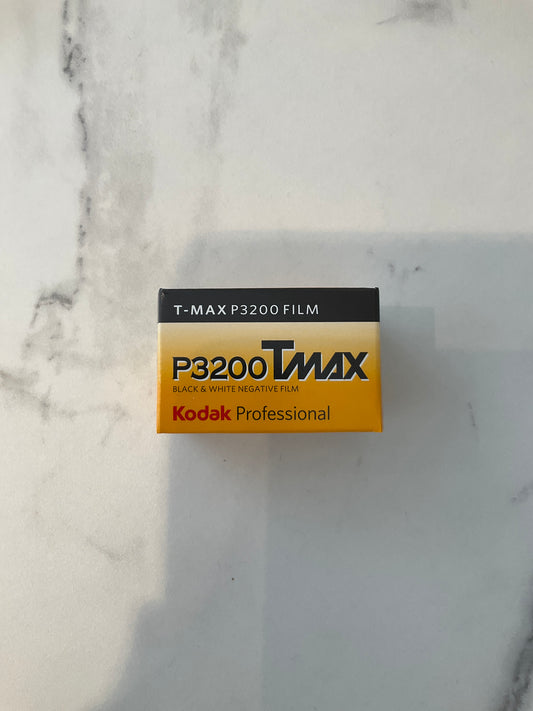 T-MAX P3200 FILM
P3200 TMAX
BLACK & WHITE NEGATIVE FILM
Kodak Professional